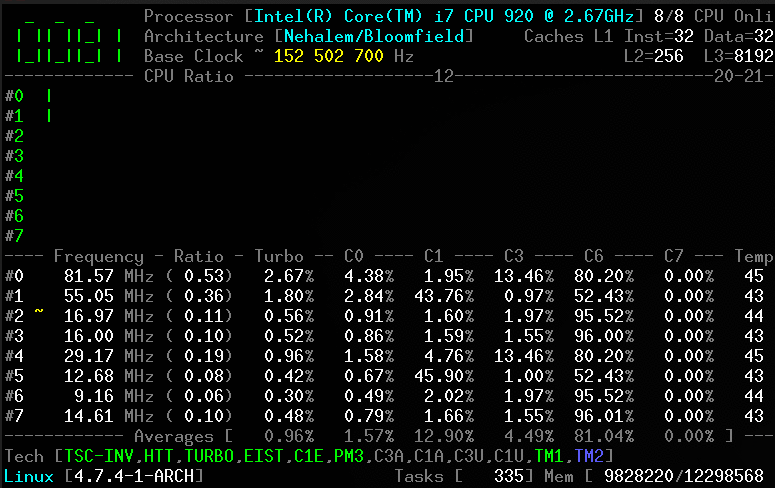 Processor [Intel(R) Core(TM) i7 CPU 920 @ 2.67GHz] 8/8 CPU Onli
Architecture [Nehalem/Bloomfield] Caches L1 Inst=32 Data=32
Base Clock ~ 152 502 700 Hz L2=256 L3=8192
------------- CPU Ratio --------------------12--------------------------20-21-
#0 |
#1 |
#2
#3
#4
#5
#6
#7
---- Frequency - Ratio - Turbo -- C0 ---- C1 ---- C3 ---- C6 ---- C7 --- Temp
#0 81.57 MHz ( 0.53) 2.67% 4.38% 1.95% 13.46% 80.20% 0.00% 45
#1 55.05 MHz ( 0.36) 1.80% 2.84% 43.76% 0.97% 52.43% 0.00% 43
#2 ~ 16.97 MHz ( 0.11) 0.56% 0.91% 1.60% 1.97% 95.52% 0.00% 44
#3 16.00 MHz ( 0.10) 0.52% 0.86% 1.59% 1.55% 96.00% 0.00% 43
#4 29.17 MHz ( 0.19) 0.96% 1.58% 4.76% 13.46% 80.20% 0.00% 45
#5 12.68 MHz ( 0.08) 0.42% 0.67% 45.90% 1.00% 52.43% 0.00% 43
#6 9.16 MHz ( 0.06) 0.30% 0.49% 2.02% 1.97% 95.52% 0.00% 44
#7 14.61 MHz ( 0.10) 0.48% 0.79% 1.66% 1.55% 96.01% 0.00% 43
------------ Averages [ 0.96% 1.57% 12.90% 4.49% 81.04% 0.00% ] ---
Tech [TSC-INV,HTT,TURBO,EIST,C1E,PM3,C3A,C1A,C3U,C1U,TM1,TM2]
Linux [4.7.4-1-ARCH] Tasks [ 335] Mem [ 9828220/12298568